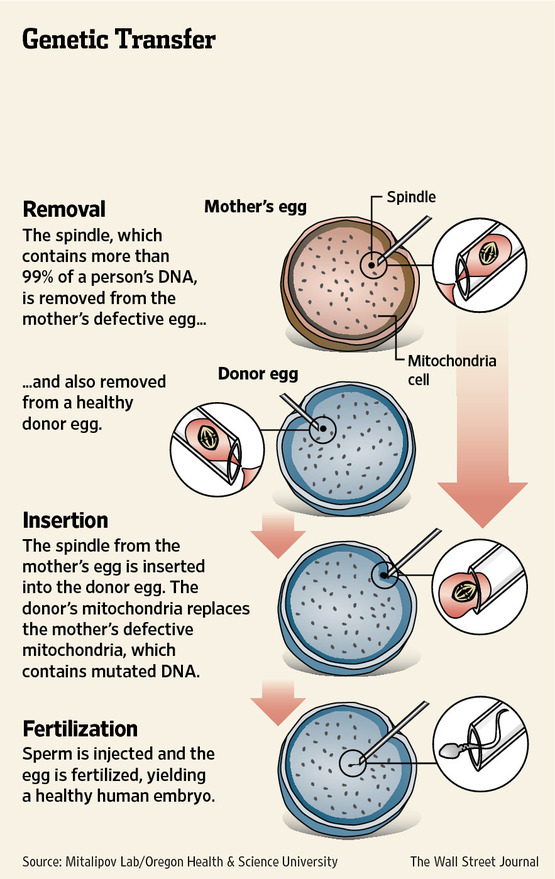 Genetic Transfer
Removal
The spindle, which
contains more than
99% of a person's DNA,
is removed from the
mother's defective egg...
Mother's egg
Spindle
Mitochondria
cell
...and also removed
from a healthy
donor egg.
Donor egg
Insertion
The spindle from the
mother's egg is inserted
into the donor egg. The
donor's mitochondria replaces
the mother's defective
mitochondria, which
contains mutated DNA.
Fertilization
Sperm is injected and the
egg is fertilized, yielding
a healthy human embryo.
Source: Mitalipov Lab/Oregon Health & Science University
The Wall Street Journal